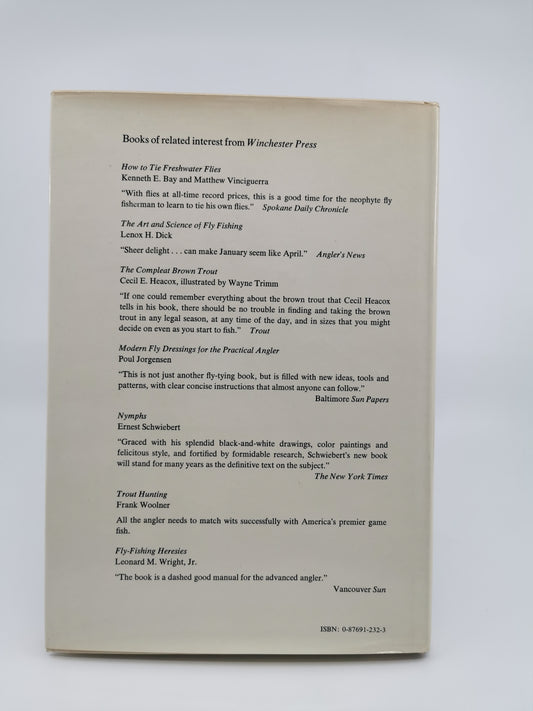 Books of related interest from Winchester Press
How to Tie Freshwater Flies
Kenneth E. Bay and Matthew Vinciguerra
"With flies at all-time record prices, this is a good time for the neophyte fly
fisherman to learn to tie his own flies." Spokane Daily Chronicle
The Art and Science of Fly Fishing
Lenox H. Dick
"Sheer delight . . . can make January seem like April." Angler's News
The Compleat Brown Trout
Cecil E. Heacox, illustrated by Wayne Trimm
"If one could remember everything about the brown trout that Cecil Heacox
tells in his book, there should be no trouble in finding and taking the brown
trout in any legal season, at any time of the day, and in sizes that you might
decide on even as you start to fish." Trout
Modern Fly Dressings for the Practical Angler
Poul Jorgensen
"This is not just another fly-tying book, but is filled with new ideas, tools and
patterns, with clear concise instructions that almost anyone can follow."
Baltimore Sun Papers
Nymphs
Ernest Schwiebert
"Graced with his splendid black-and-white drawings, color paintings and
felicitous style, and fortified by formidable research, Schwiebert's new book
will stand for many years as the definitive text on the subject."
The New York Times
Trout Hunting
Frank Woolner
All the angler needs to match wits successfully with America's premier game
fish.
Fly-Fishing Heresies
Leonard M. Wright, Jr.
"The book is a dashed good manual for the advanced angler."
Vancouver Sun
ISBN: 0-87691-232-3